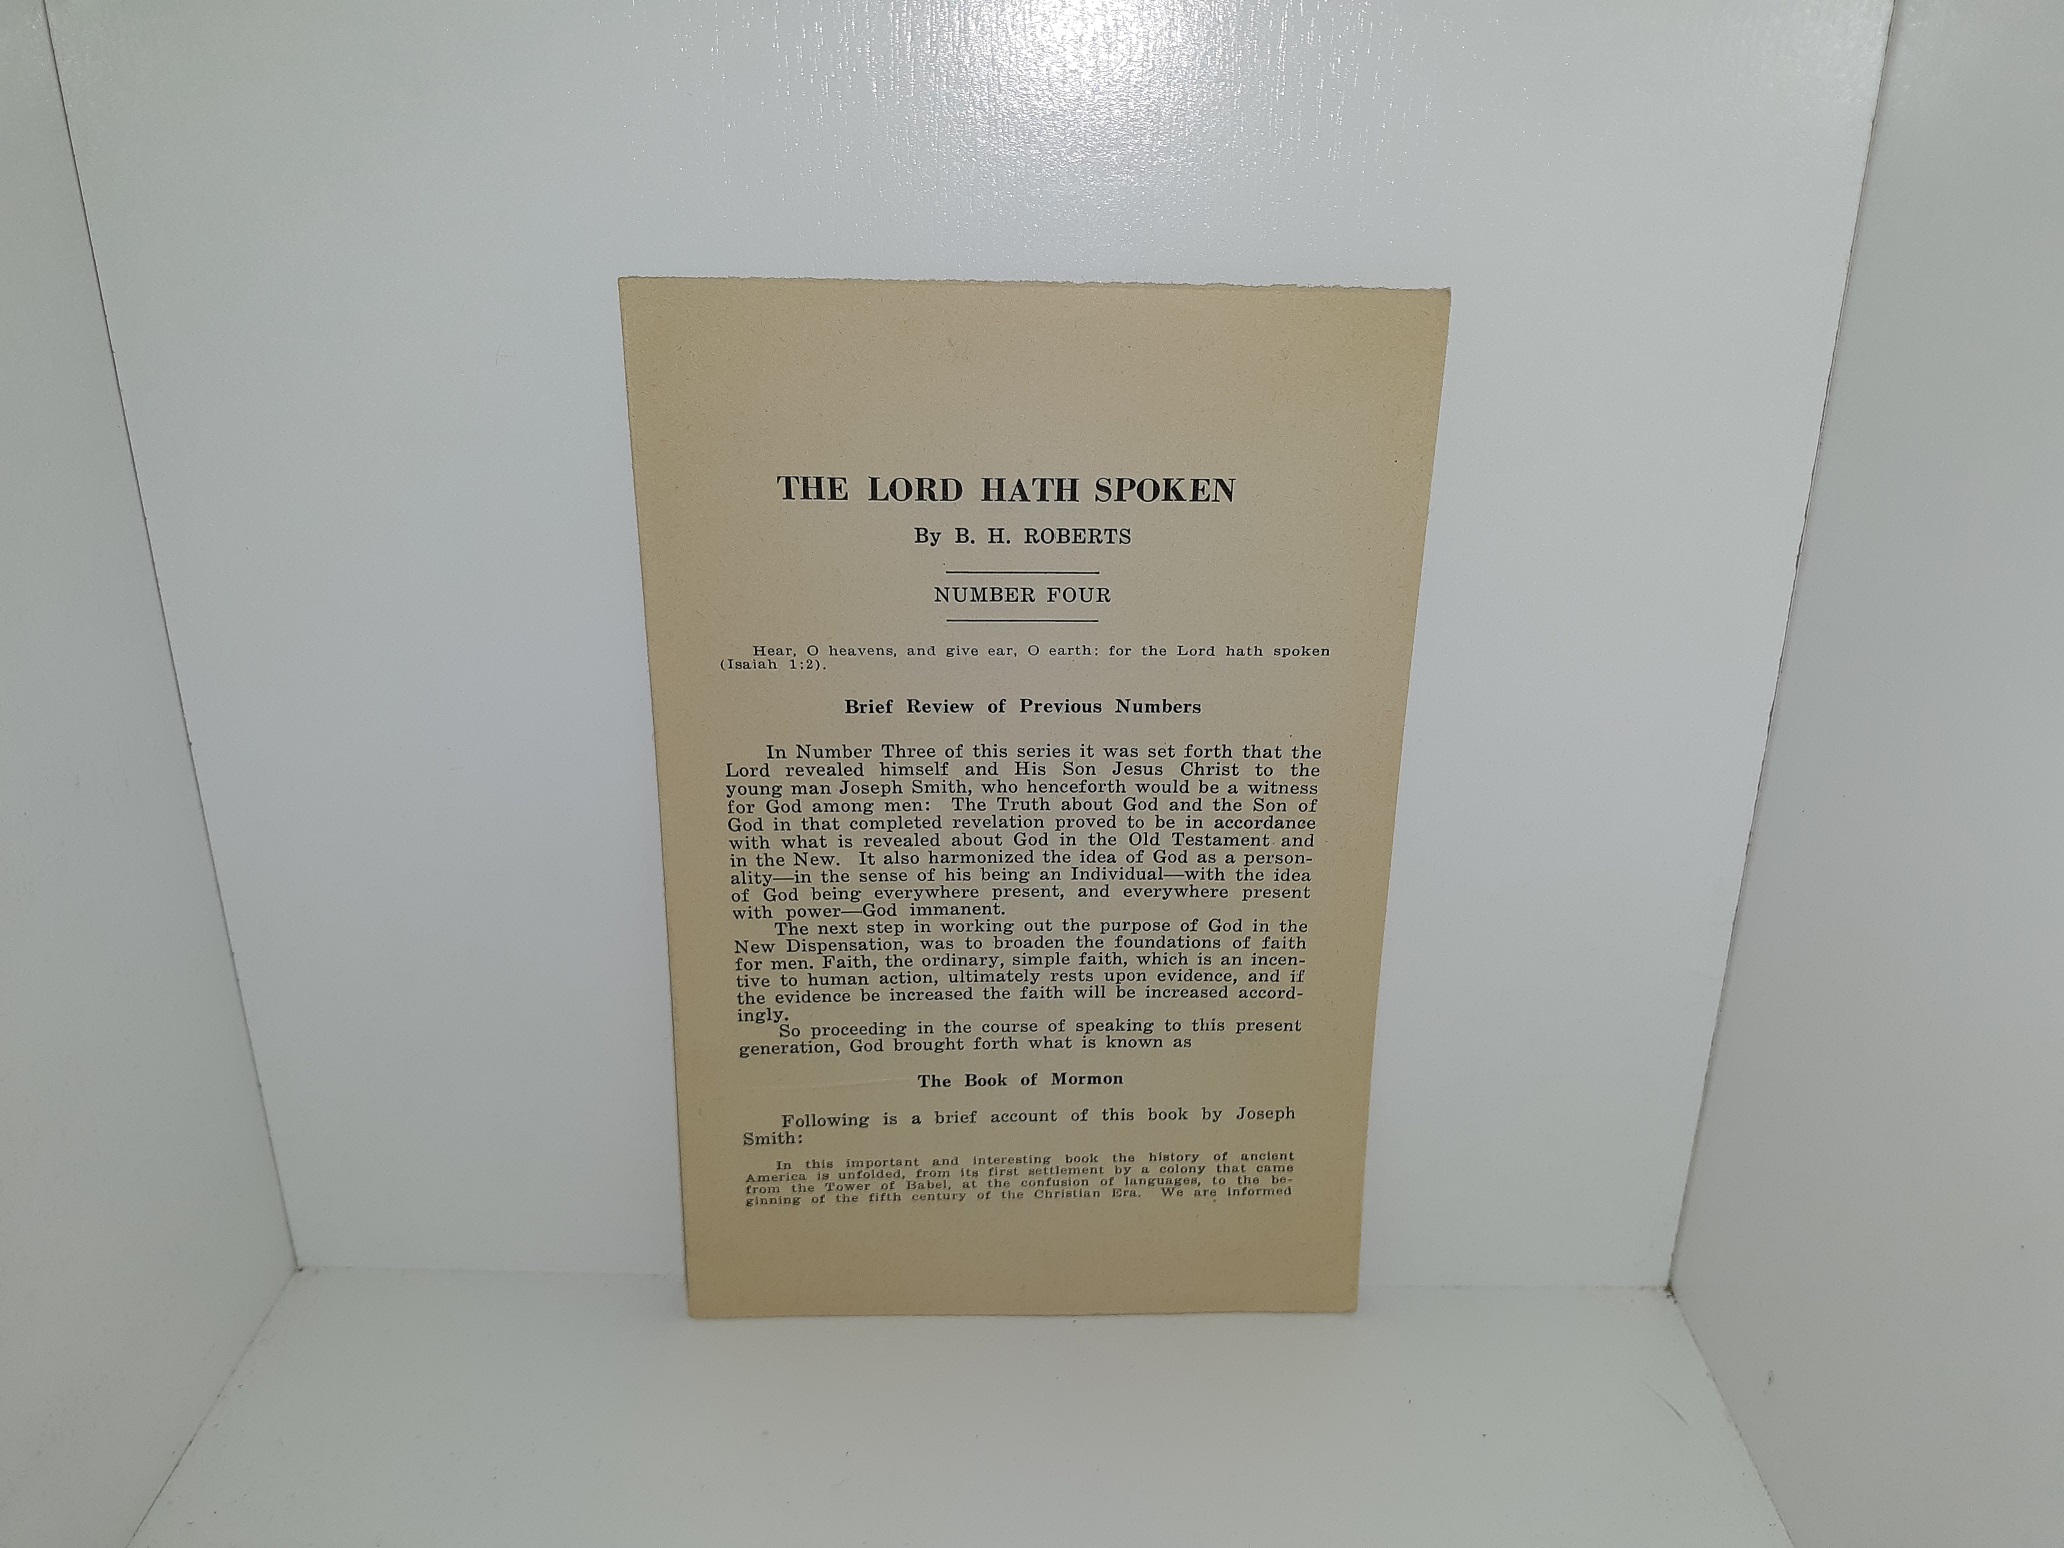 THE LORD HATH SPOKEN
By B. H. ROBERTS
NUMBER FOUR
Hear, O heavens, and give ear, O earth: for the Lord hath spoken
(Isaiah 1:2).
Brief Review of Previous Numbers
In Number Three of this series it was set forth that the
Lord revealed himself and His Son Jesus Christ to the
young man Joseph Smith, who henceforth would be a witness
for God among men: The Truth about God and the Son of
God in that completed revelation proved to be in accordance
with what is revealed about God in the Old Testament and
in the New. It also harmonized the idea of God as a person-
ality—in the sense of his being an Individual—with the idea
of God being everywhere present, and everywhere present
with power—God immanent.
The next step in working out the purpose of God in the
New Dispensation, was to broaden the foundations of faith
for men. Faith, the ordinary, simple faith, which is an incen-
tive to human action, ultimately rests upon evidence, and if
the evidence be increased the faith will be increased accord-
ingly.
So proceeding in the course of speaking to this present
generation, God brought forth what is known as
The Book of Mormon
Following is a brief account of this book by Joseph
Smith:
In this important and interesting book the history of ancient
America is unfolded, from its first settlement by a colony that came
from the Tower of Babel, at the confusion of languages, to the be-
ginning of the fifth century of the Christian Era. We are informed